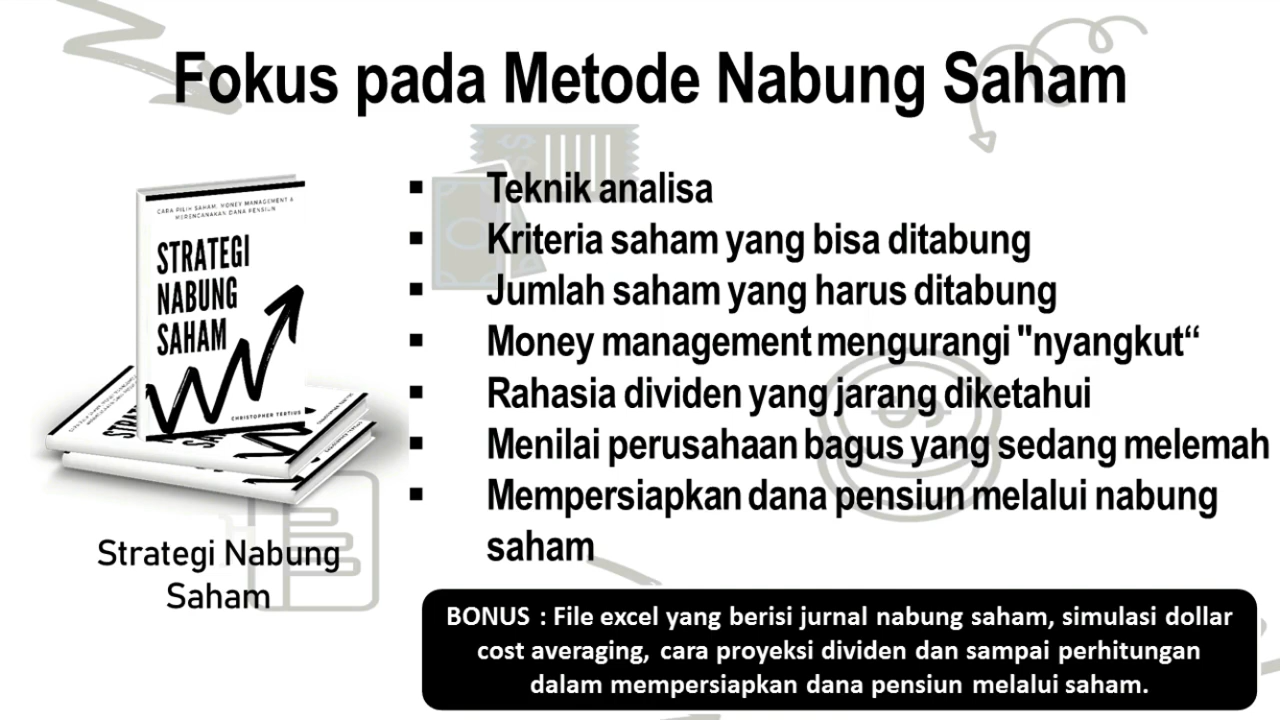 Fokus pada Metode Nabung Saham
CARA PILIH SAHAM, MONEY MANAGEMENT &
MERENCANAKAN DANA PENSIUN
STRATEGI
NABUNG
SAHAM
CHRISTOPHER TERTIUS
Strategi Nabung
Saham
▪ Teknik analisa
▪ Kriteria saham yang bisa ditabung
▪ Jumlah saham yang harus ditabung
▪ Money management mengurangi "nyangkut“
▪ Rahasia dividen yang jarang diketahui
▪ Menilai perusahaan bagus yang sedang melemah
▪ Mempersiapkan dana pensiun melalui nabung
saham
BONUS : File excel yang berisi jurnal nabung saham, simulasi dollar
cost averaging, cara proyeksi dividen dan sampai perhitungan
dalam mempersiapkan dana pensiun melalui saham.